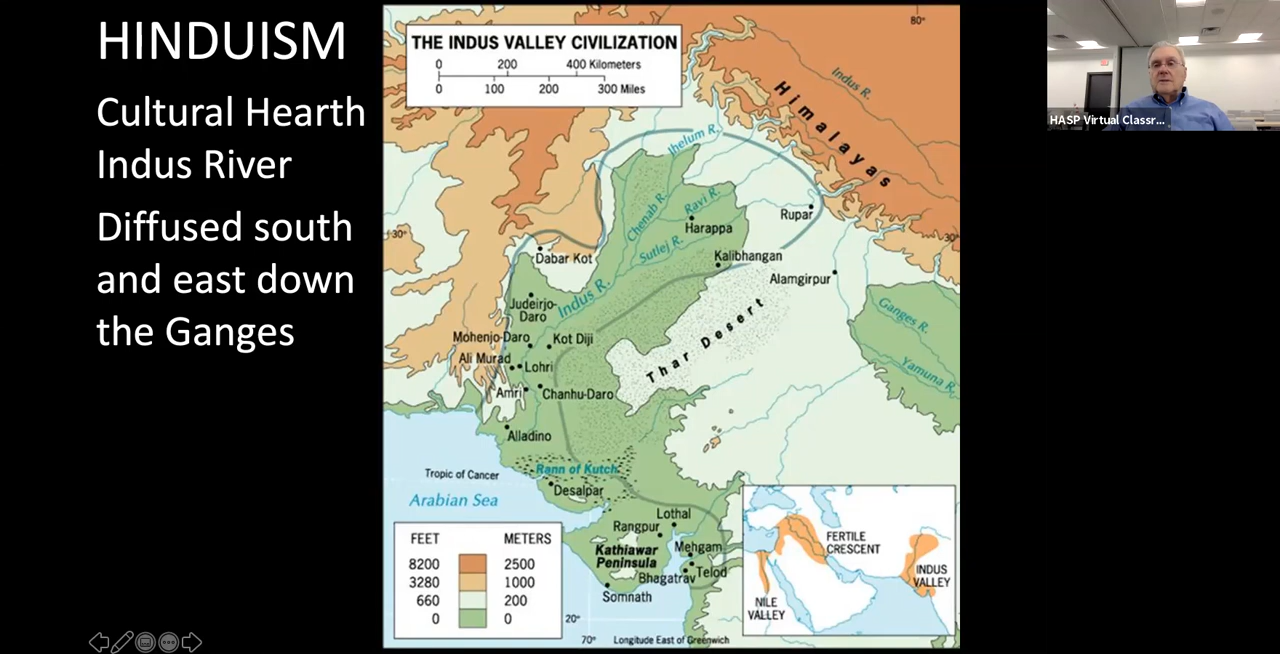 HINDUISM
Cultural Hearth
Indus River
Diffused south
and east down
the Ganges
THE INDUS VALLEY CIVILIZATION
0 200 400 Kilometers
0 100 200 300 Miles
80°
Indus R.
Himalayas
Jhelum R.
Chenab R.
Ravi R.
Rupar
Harappa
30°
30°
Sutlej R.
Dabar Kot
Kalibhangan
Alamgirpur
Indus R.
Judeirjo-
Daro
Thar Desert
Ganges R.
Mohenjo-Daro
Kot Diji
Ali Murad
Lohri
Yamuna R.
Amri
Chanhu-Daro
Alladino
Rann of Kutch
Tropic of Cancer
Desalpar
Arabian Sea
Lothal
Rangpur
Kathiawar
Peninsula
Mehgam
Telod
Bhagatrav
Somnath
FEET METERS
8200 2500
3280 1000
660 200
0 0
20°
70°
Longitude East of Greenwich
FERTILE
CRESCENT
INDUS
VALLEY
NILE
VALLEY
HASP Virtual Classr...